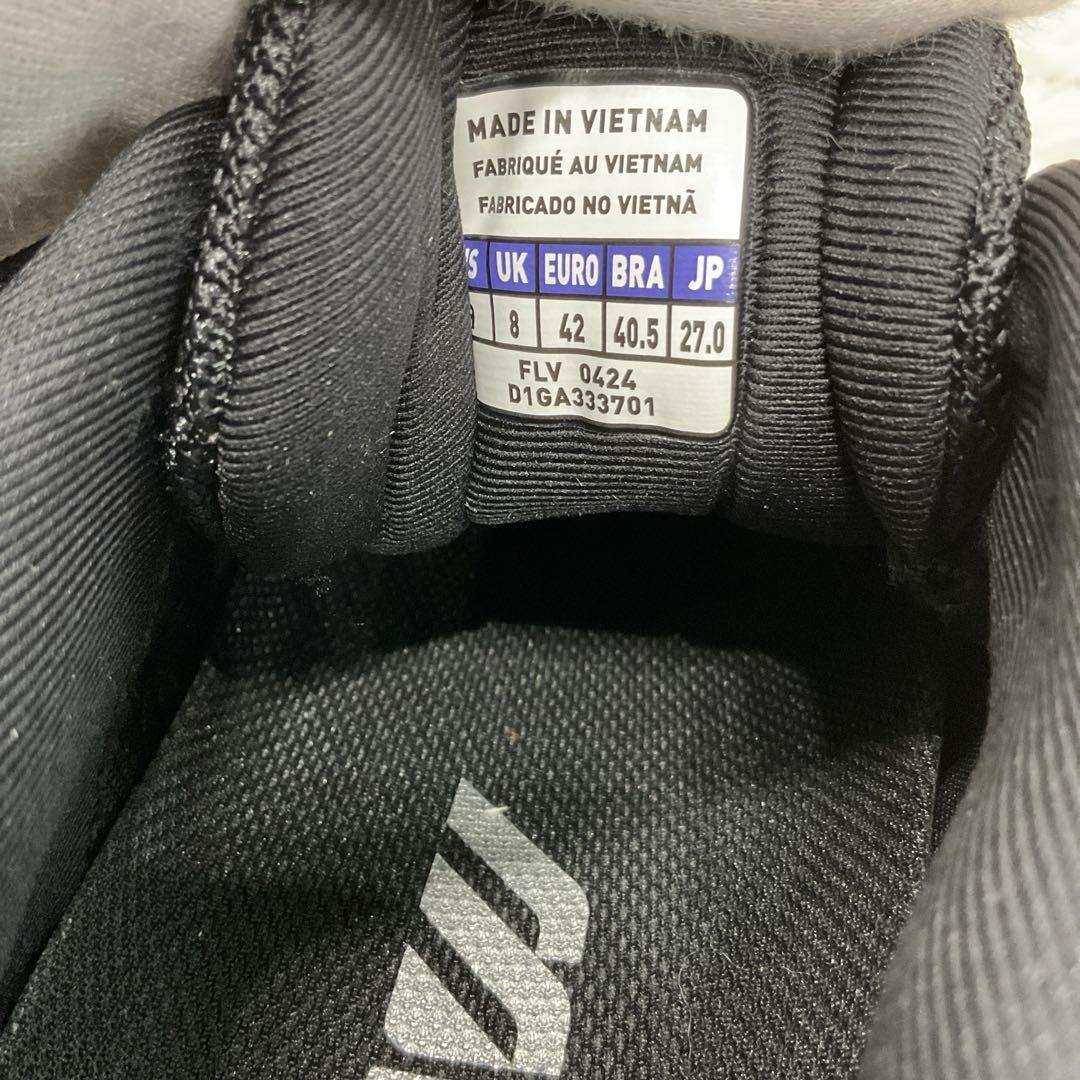 MADE IN VIETNAM
FABRIQUÉ AU VIETNAM
FABRICADO NO VIETNÃ
UK EURO BRA JP
8 42 40.5 27.0
FLV 0424
D1GA333701